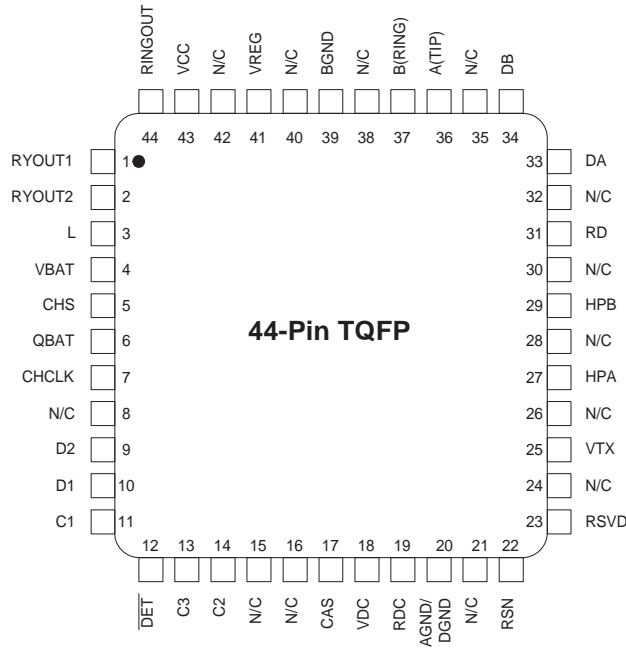 RINGOUT
VCC
N/C
VREG
N/C
BGND
N/C
B(RING)
A(TIP)
N/C
DB
44 43 42 41 40 39 38 37 36 35 34
RYOUT1 1 33 DA
RYOUT2 2 32 N/C
L 3 31 RD
VBAT 4 30 N/C
CHS 5 29 HPB
QBAT 6 44-Pin TQFP 28 N/C
CHCLK 7 27 HPA
N/C 8 26 N/C
D2 9 25 VTX
D1 10 24 N/C
C1 11 23 RSVD
12 13 14 15 16 17 18 19 20 21 22
DET
C3
C2
N/C
N/C
CAS
VDC
RDC
AGND/
DGND
N/C
RSN